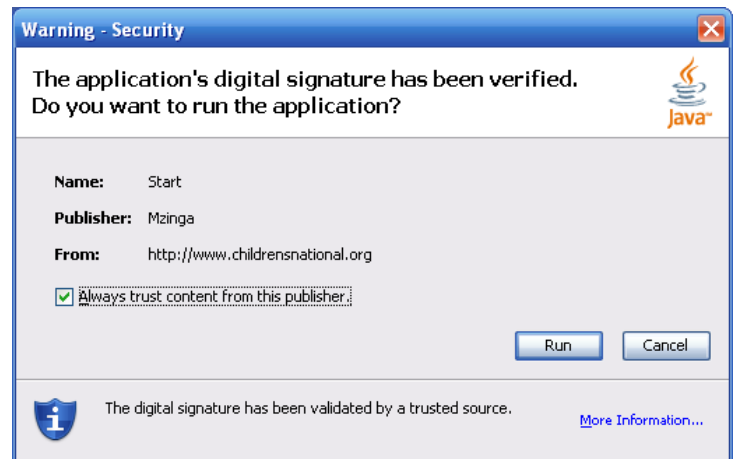 Warning - Security
The application's digital signature has been verified.
Do you want to run the application?
Java™
Name: Start
Publisher: Mzinga
From: http://www.childrensnational.org
Always trust content from this publisher.
Run Cancel
The digital signature has been validated by a trusted source.
More Information...